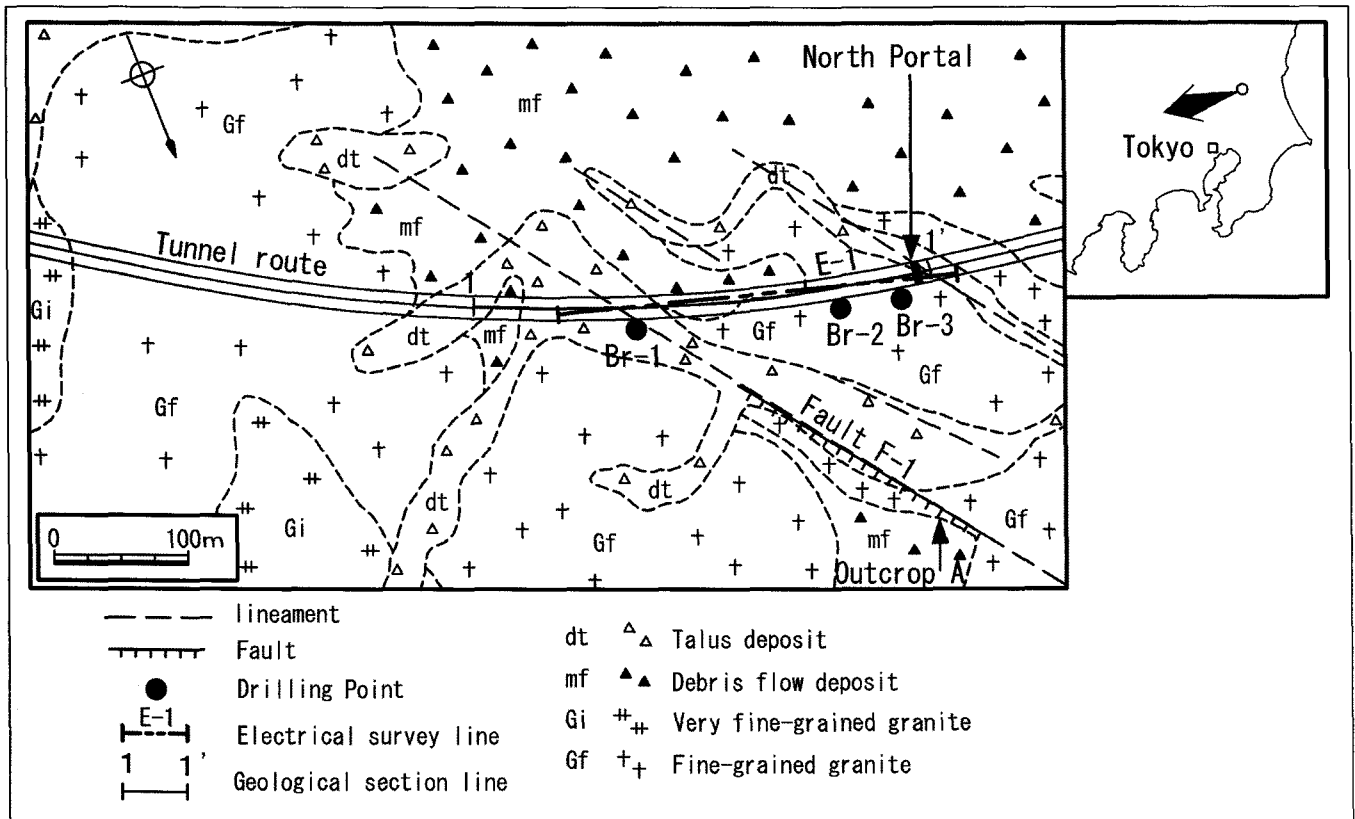 North Portal
mf
Gf
Tokyo
dt
dt
mf
1'
Tunnel route
E-1
1
Gi
dt
mf
Gf
Br-2
Br-3
Br-1
Gf
Gf
Fault F-1
dt
dt
Gi
Gf
mf
Gf
0 100m
Outcrop A
lineament
Fault
Drilling Point
E-1
Electrical survey line
1 1'
Geological section line
dt Talus deposit
mf Debris flow deposit
Gi Very fine-grained granite
Gf Fine-grained granite